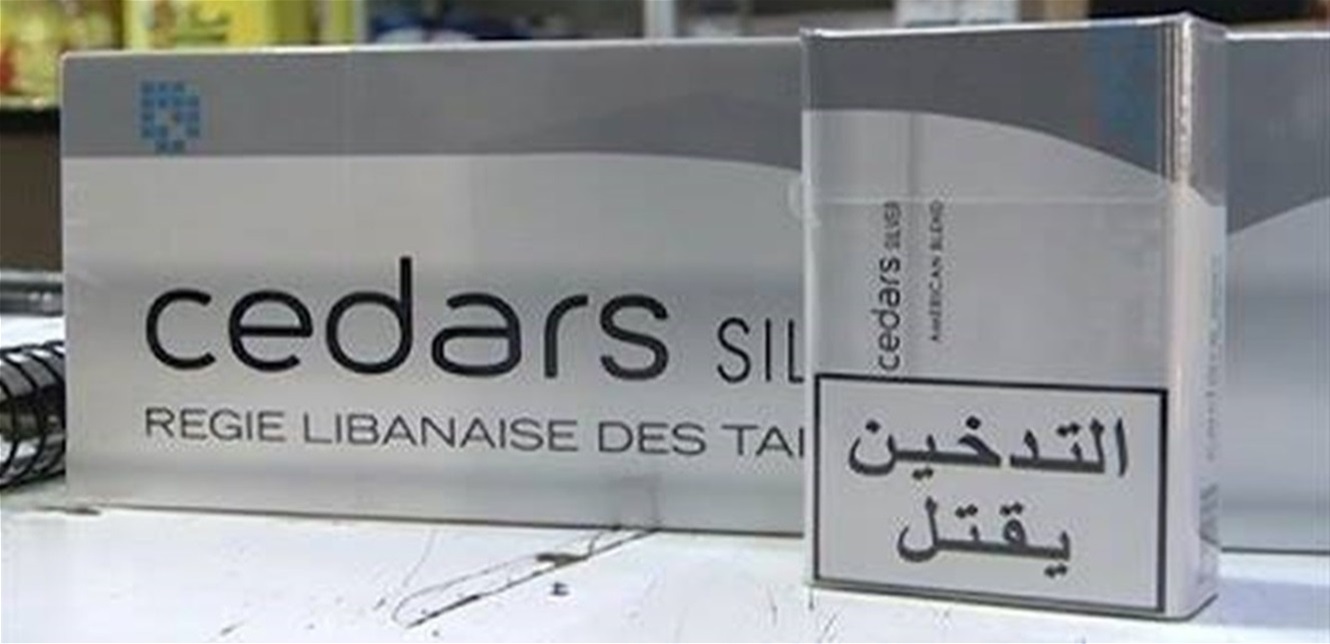 cedars SIL
REGIE LIBANAISE DES TA
cedars SILVER
AMERICAN BLEND
التدخين
يقتل